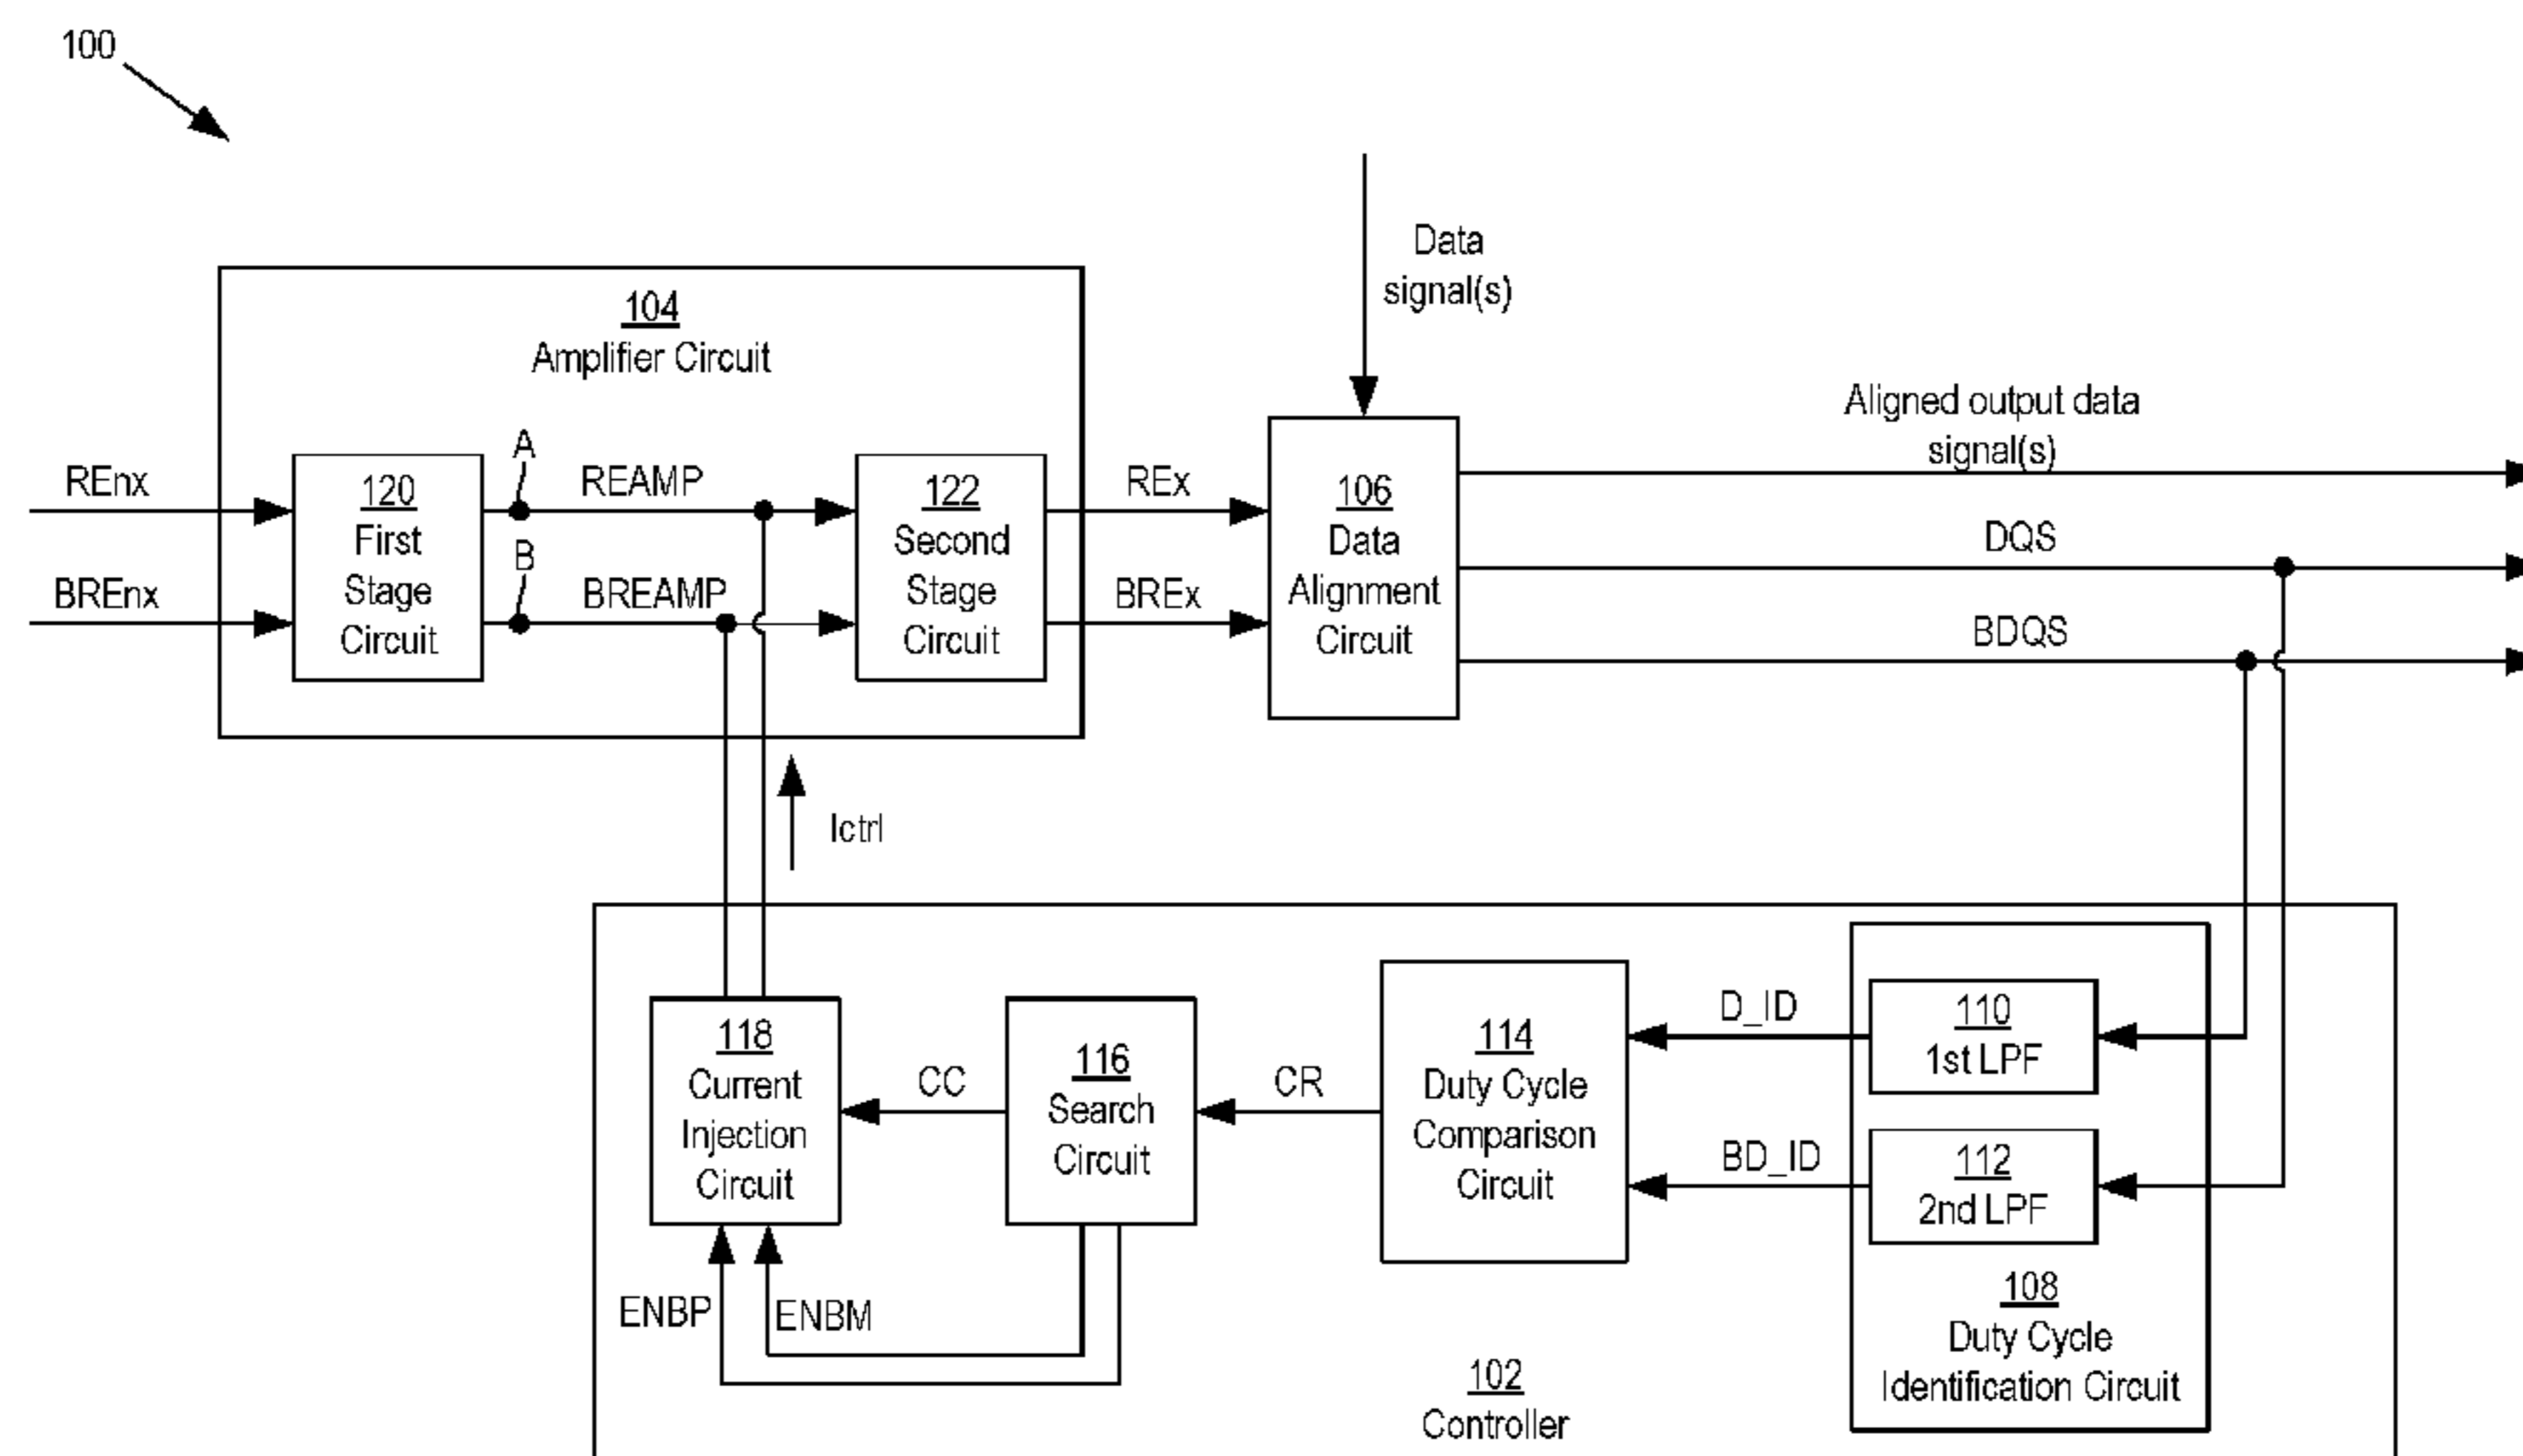 100
Data
signal(s)
104
Amplifier Circuit
Aligned output data
signal(s)
REnx
BREnx
120
First
Stage
Circuit
A
B
REAMP
BREAMP
122
Second
Stage
Circuit
REx
BREx
106
Data
Alignment
Circuit
DQS
BDQS
Ictrl
118
Current
Injection
Circuit
CC
116
Search
Circuit
CR
114
Duty Cycle
Comparison
Circuit
D_ID
BD_ID
110
1st LPF
112
2nd LPF
108
Duty Cycle
Identification Circuit
ENBP
ENBM
102
Controller